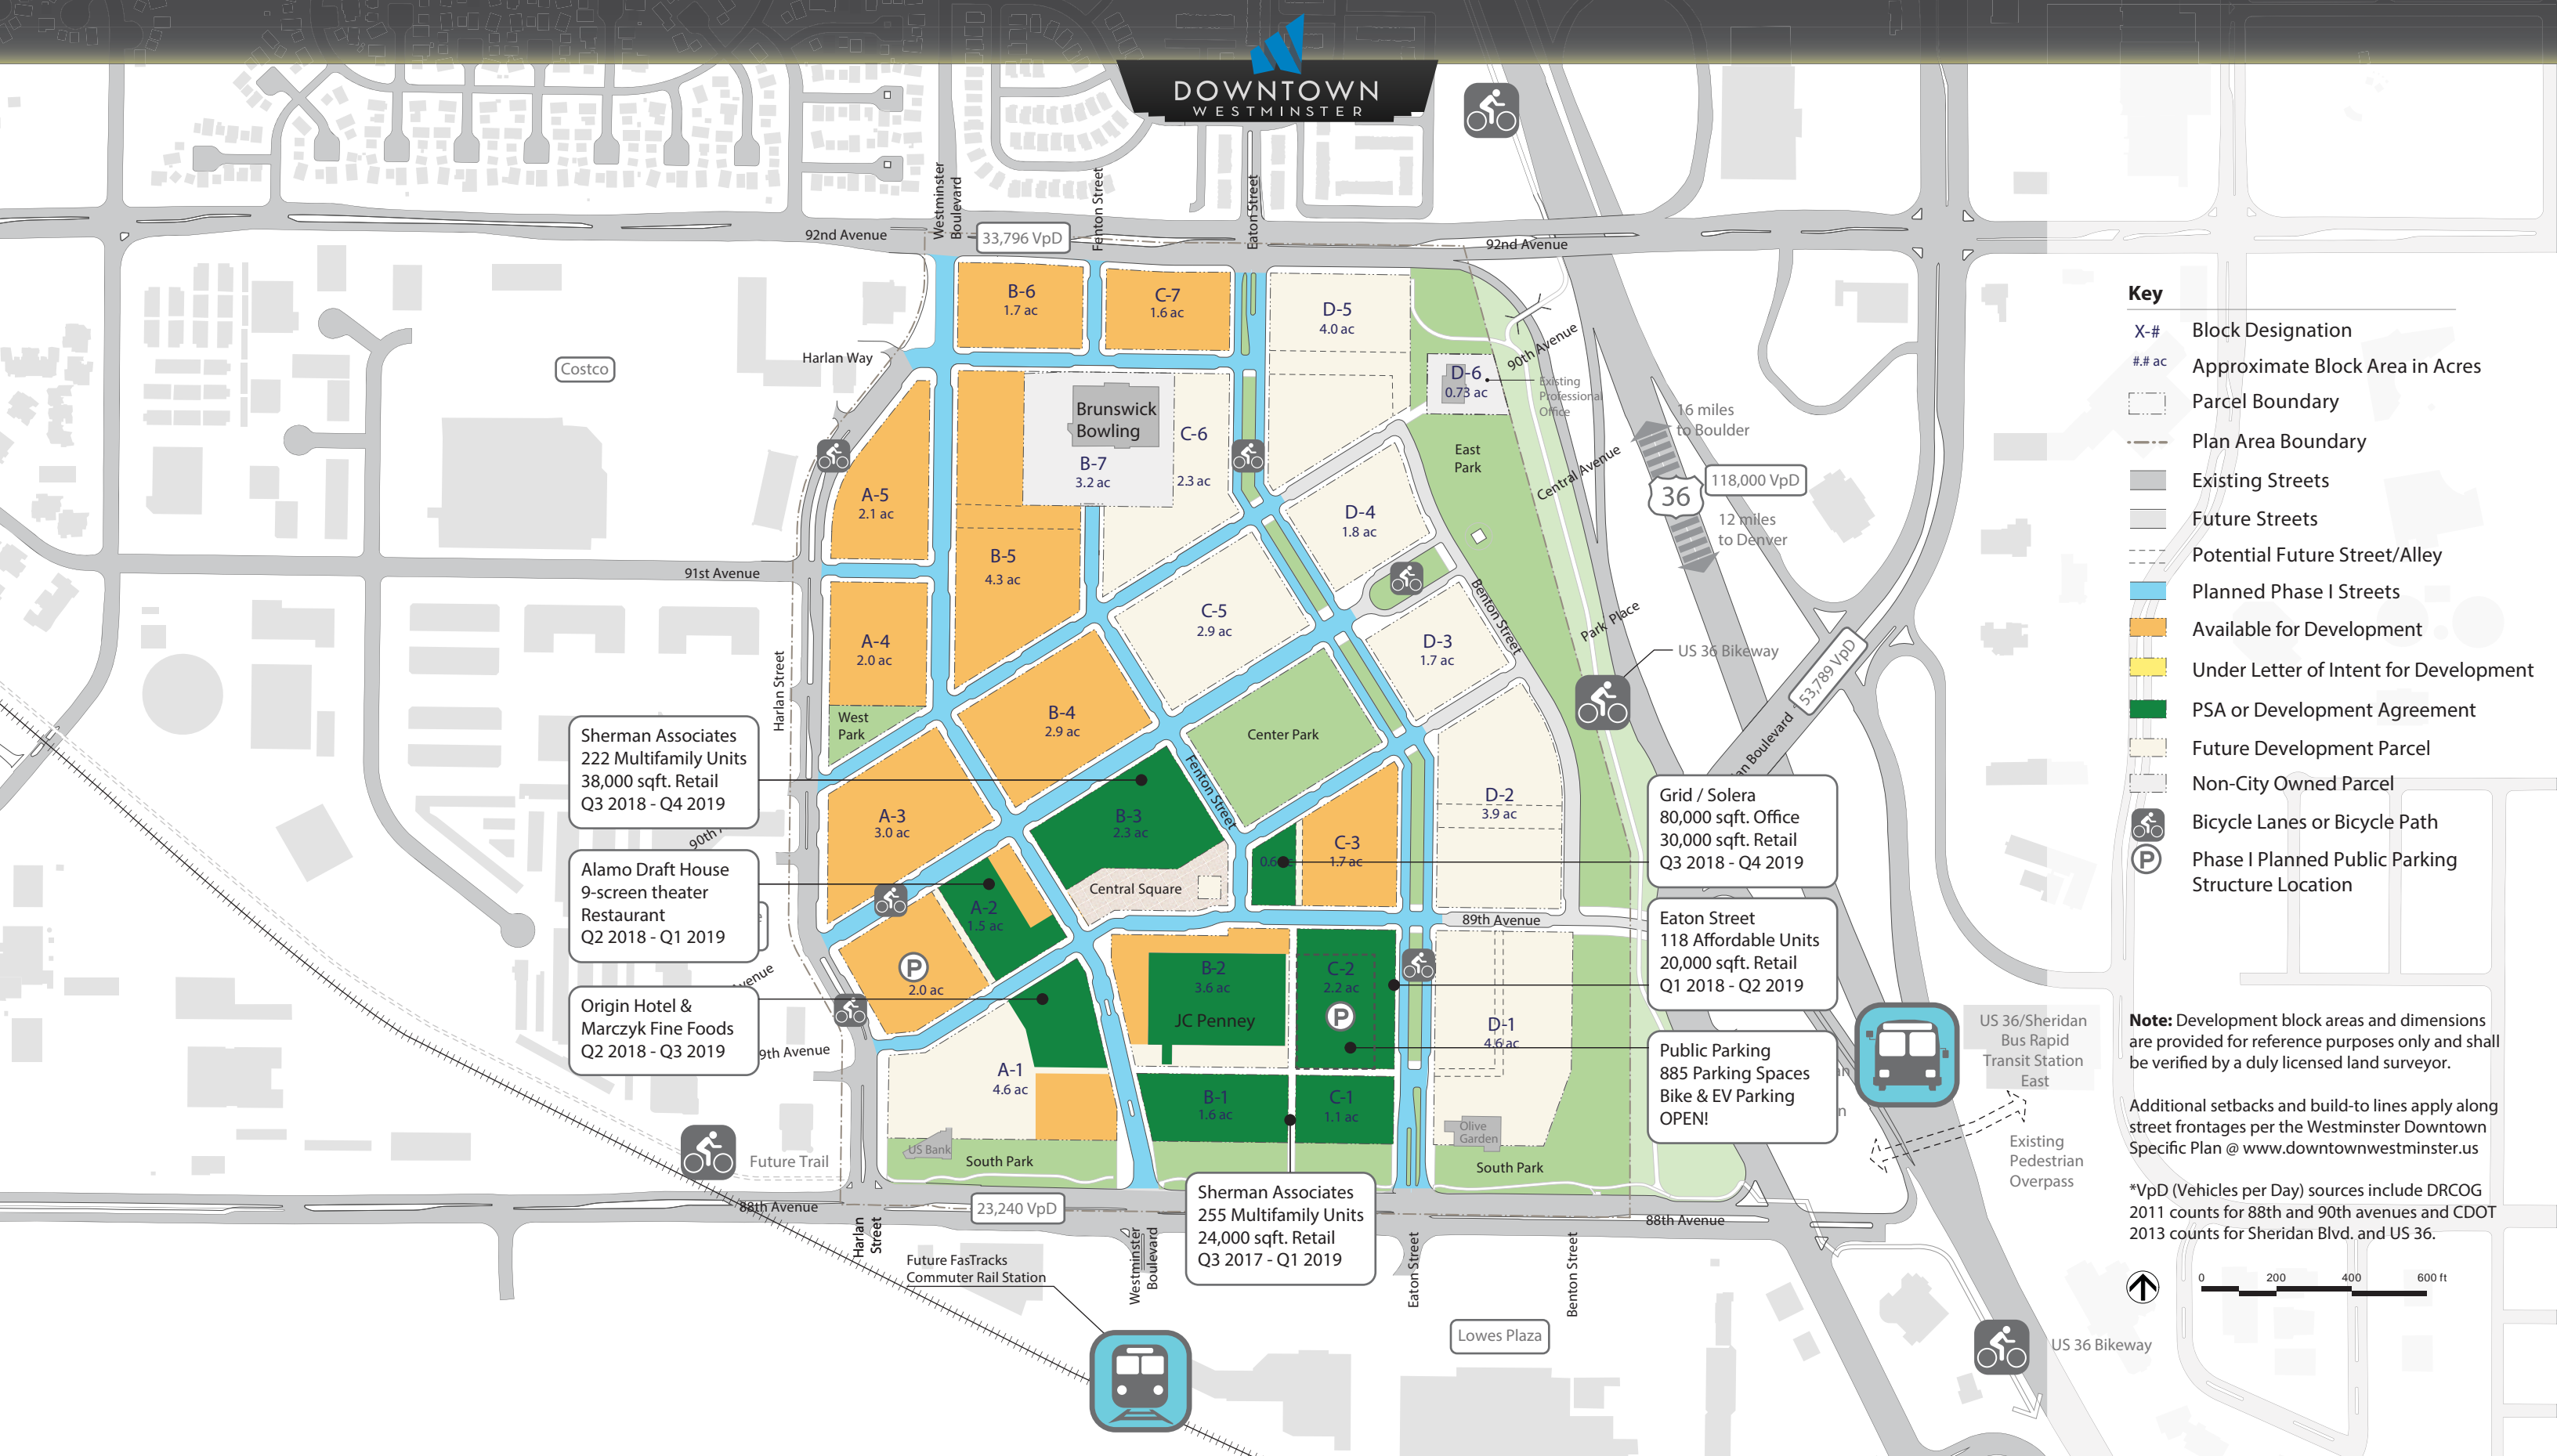 DOWNTOWN
WESTMINSTER
Westminster
Boulevard
Fenton Street
Eaton Street
92nd Avenue
33,796 VpD
92nd Avenue
B-6
1.7 ac
C-7
1.6 ac
D-5
4.0 ac
Harlan Way
Costco
90th Avenue
D-6
0.73 ac
Existing
Professional
Office
Brunswick
Bowling
C-6
2.3 ac
B-7
3.2 ac
East
Park
Central Avenue
16 miles
to Boulder
36
118,000 VpD
12 miles
to Denver
A-5
2.1 ac
D-4
1.8 ac
B-5
4.3 ac
91st Avenue
C-5
2.9 ac
Benton Street
Park Place
A-4
2.0 ac
D-3
1.7 ac
US 36 Bikeway
53,789 VpD
Harlan Street
West
Park
B-4
2.9 ac
Center Park
an Boulevard
Sherman Associates
222 Multifamily Units
38,000 sqft. Retail
Q3 2018 - Q4 2019
Fenton Street
A-3
3.0 ac
90th
B-3
2.3 ac
0.6
C-3
1.7 ac
D-2
3.9 ac
Grid / Solera
80,000 sqft. Office
30,000 sqft. Retail
Q3 2018 - Q4 2019
Alamo Draft House
9-screen theater
Restaurant
Q2 2018 - Q1 2019
Central Square
A-2
1.5 ac
89th Avenue
Eaton Street
118 Affordable Units
20,000 sqft. Retail
Q1 2018 - Q2 2019
P
2.0 ac
B-2
3.6 ac
JC Penney
C-2
2.2 ac
P
venue
Origin Hotel &
Marczyk Fine Foods
Q2 2018 - Q3 2019
9th Avenue
D-1
4.6 ac
A-1
4.6 ac
Public Parking
885 Parking Spaces
Bike & EV Parking
OPEN!
n
n
B-1
1.6 ac
C-1
1.1 ac
Olive
Garden
US Bank
South Park
South Park
Future Trail
US 36/Sheridan
Bus Rapid
Transit Station
East
Existing
Pedestrian
Overpass
88th Avenue
23,240 VpD
88th Avenue
Sherman Associates
255 Multifamily Units
24,000 sqft. Retail
Q3 2017 - Q1 2019
Harlan
Street
Westminster
Boulevard
Eaton Street
Benton Street
Future FasTracks
Commuter Rail Station
Lowes Plaza
US 36 Bikeway
Key
X-# Block Designation
#.# ac Approximate Block Area in Acres
Parcel Boundary
Plan Area Boundary
Existing Streets
Future Streets
Potential Future Street/Alley
Planned Phase I Streets
Available for Development
Under Letter of Intent for Development
PSA or Development Agreement
Future Development Parcel
Non-City Owned Parcel
Bicycle Lanes or Bicycle Path
P Phase I Planned Public Parking
Structure Location
Note: Development block areas and dimensions
are provided for reference purposes only and shall
be verified by a duly licensed land surveyor.
Additional setbacks and build-to lines apply along
street frontages per the Westminster Downtown
Specific Plan @ www.downtownwestminster.us
*VpD (Vehicles per Day) sources include DRCOG
2011 counts for 88th and 90th avenues and CDOT
2013 counts for Sheridan Blvd. and US 36.
0 200 400 600 ft